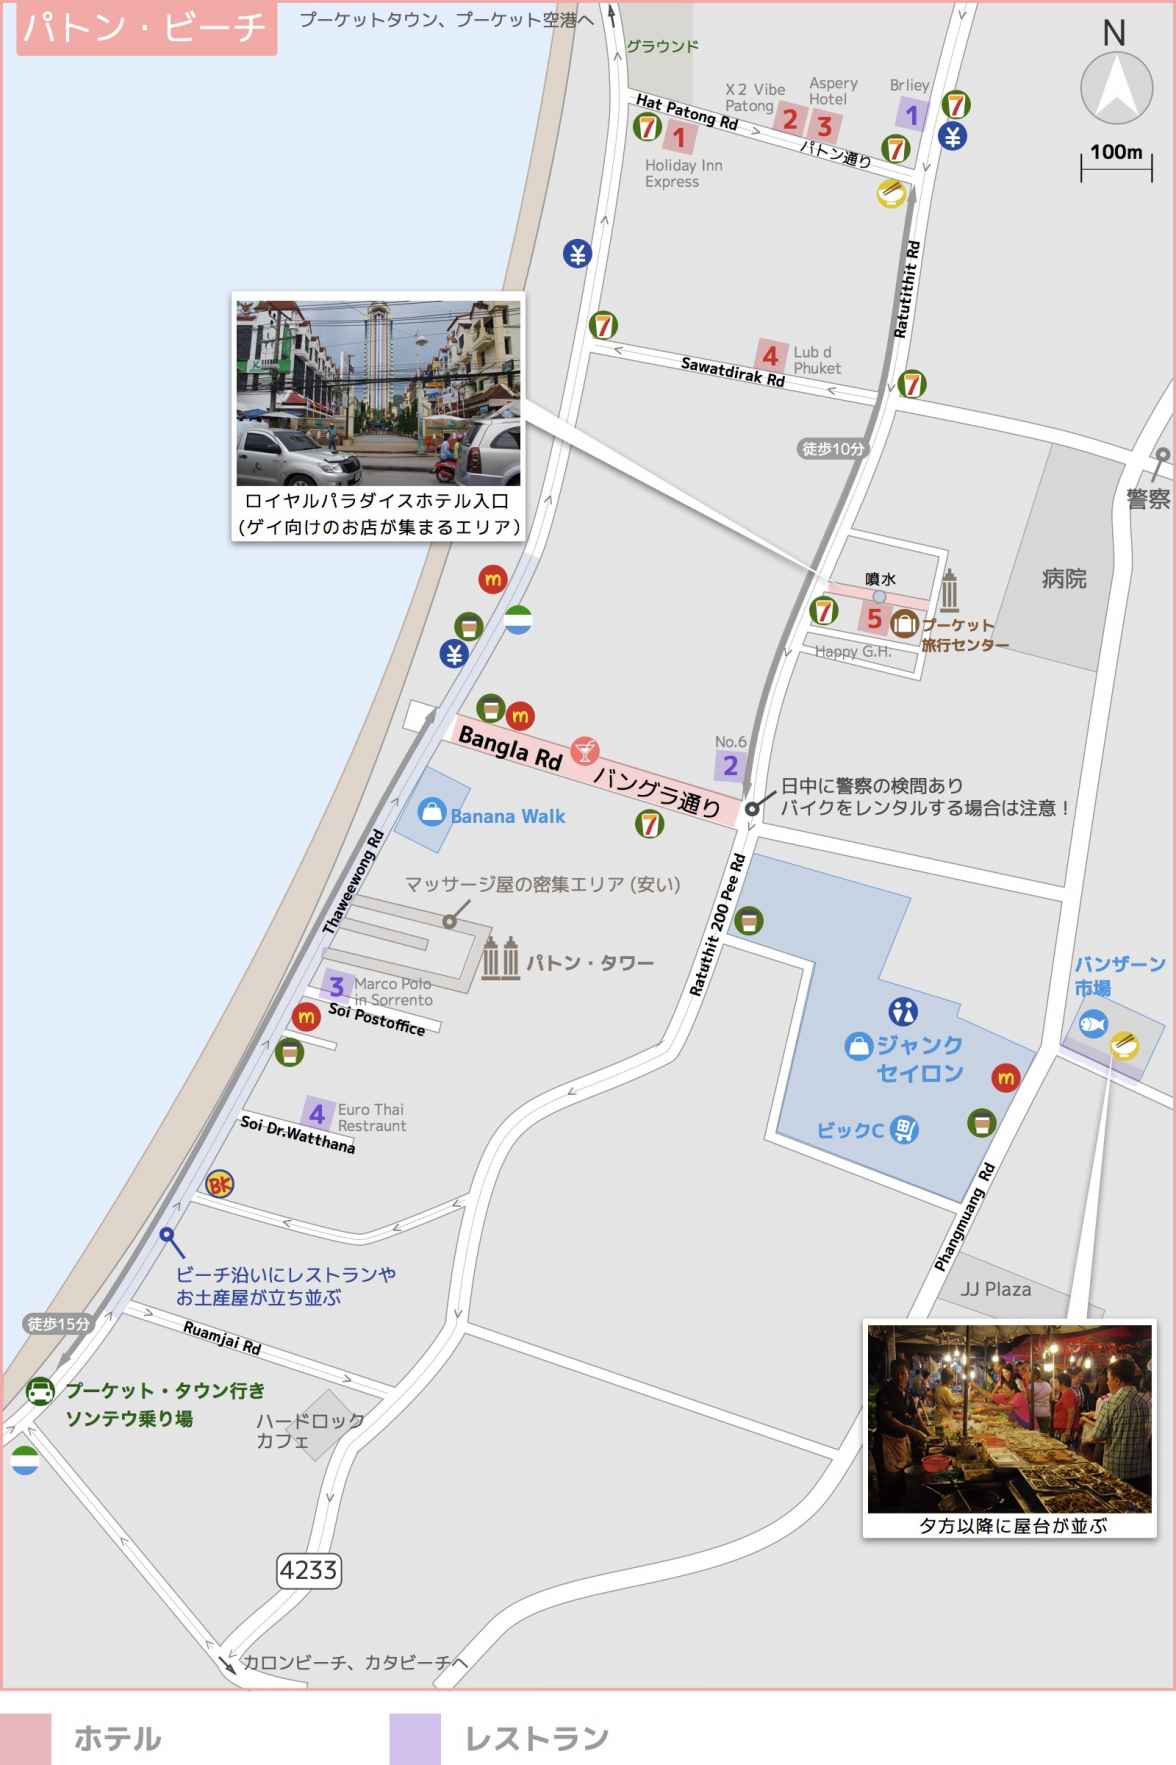 パトン・ビーチ
プーケットタウン、プーケット空港へ
グラウンド
N
100m
X2 Vibe
Patong
Aspery
Hotel
Brliey
Hat Patong Rd
2
3
1
7
7
7
¥
パトン通り
1
Holiday Inn
Express
Ratutithit Rd
¥
7
4
Lub d
Phuket
Sawatdirak Rd
7
徒歩10分
警察
ロイヤルパラダイスホテル入口
(ゲイ向けのお店が集まるエリア)
病院
噴水
m
7
5
プーケット
旅行センター
Happy G.H.
¥
m
Bangla Rd
バングラ通り
No.6
2
7
日中に警察の検問あり
バイクをレンタルする場合は注意！
Banana Walk
Thaweewong Rd
マッサージ屋の密集エリア (安い)
Ratuthit 200 Pee Rd
パトン・タワー
バンザーン
市場
3
Marco Polo
in Sorrento
m
Soi Postoffice
ジャンク
セイロン
m
ビックC
4
Euro Thai
Restraunt
Soi Dr.Watthana
BK
Phangmuang Rd
ビーチ沿いにレストランや
お土産屋が立ち並ぶ
JJ Plaza
徒歩15分
Ruamjai Rd
プーケット・タウン行き
ソンテウ乗り場
ハードロック
カフェ
夕方以降に屋台が並ぶ
4233
カロンビーチ、カタビーチへ
ホテル
レストラン